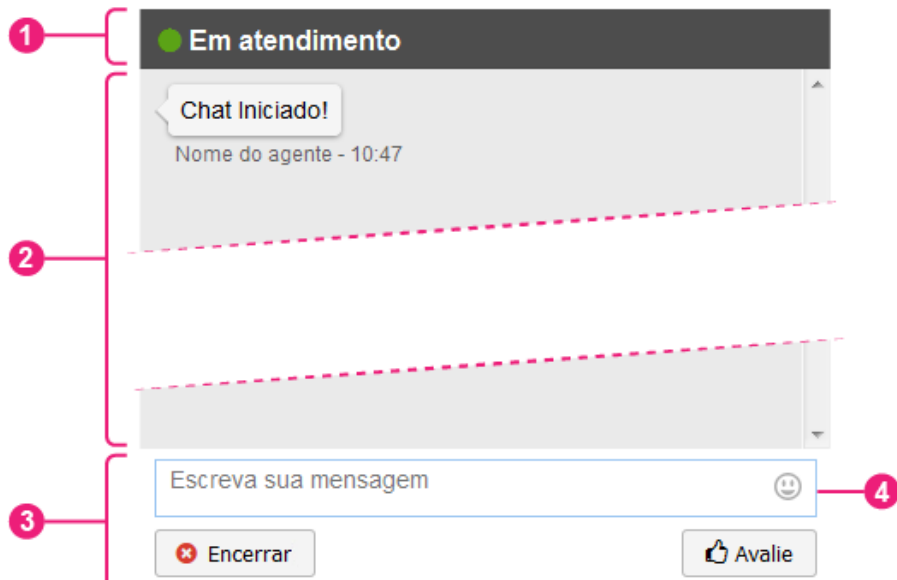 1
Em atendimento
Chat Iniciado!
Nome do agente - 10:47
2
Escreva sua mensagem
4
3
Encerrar
Avalie